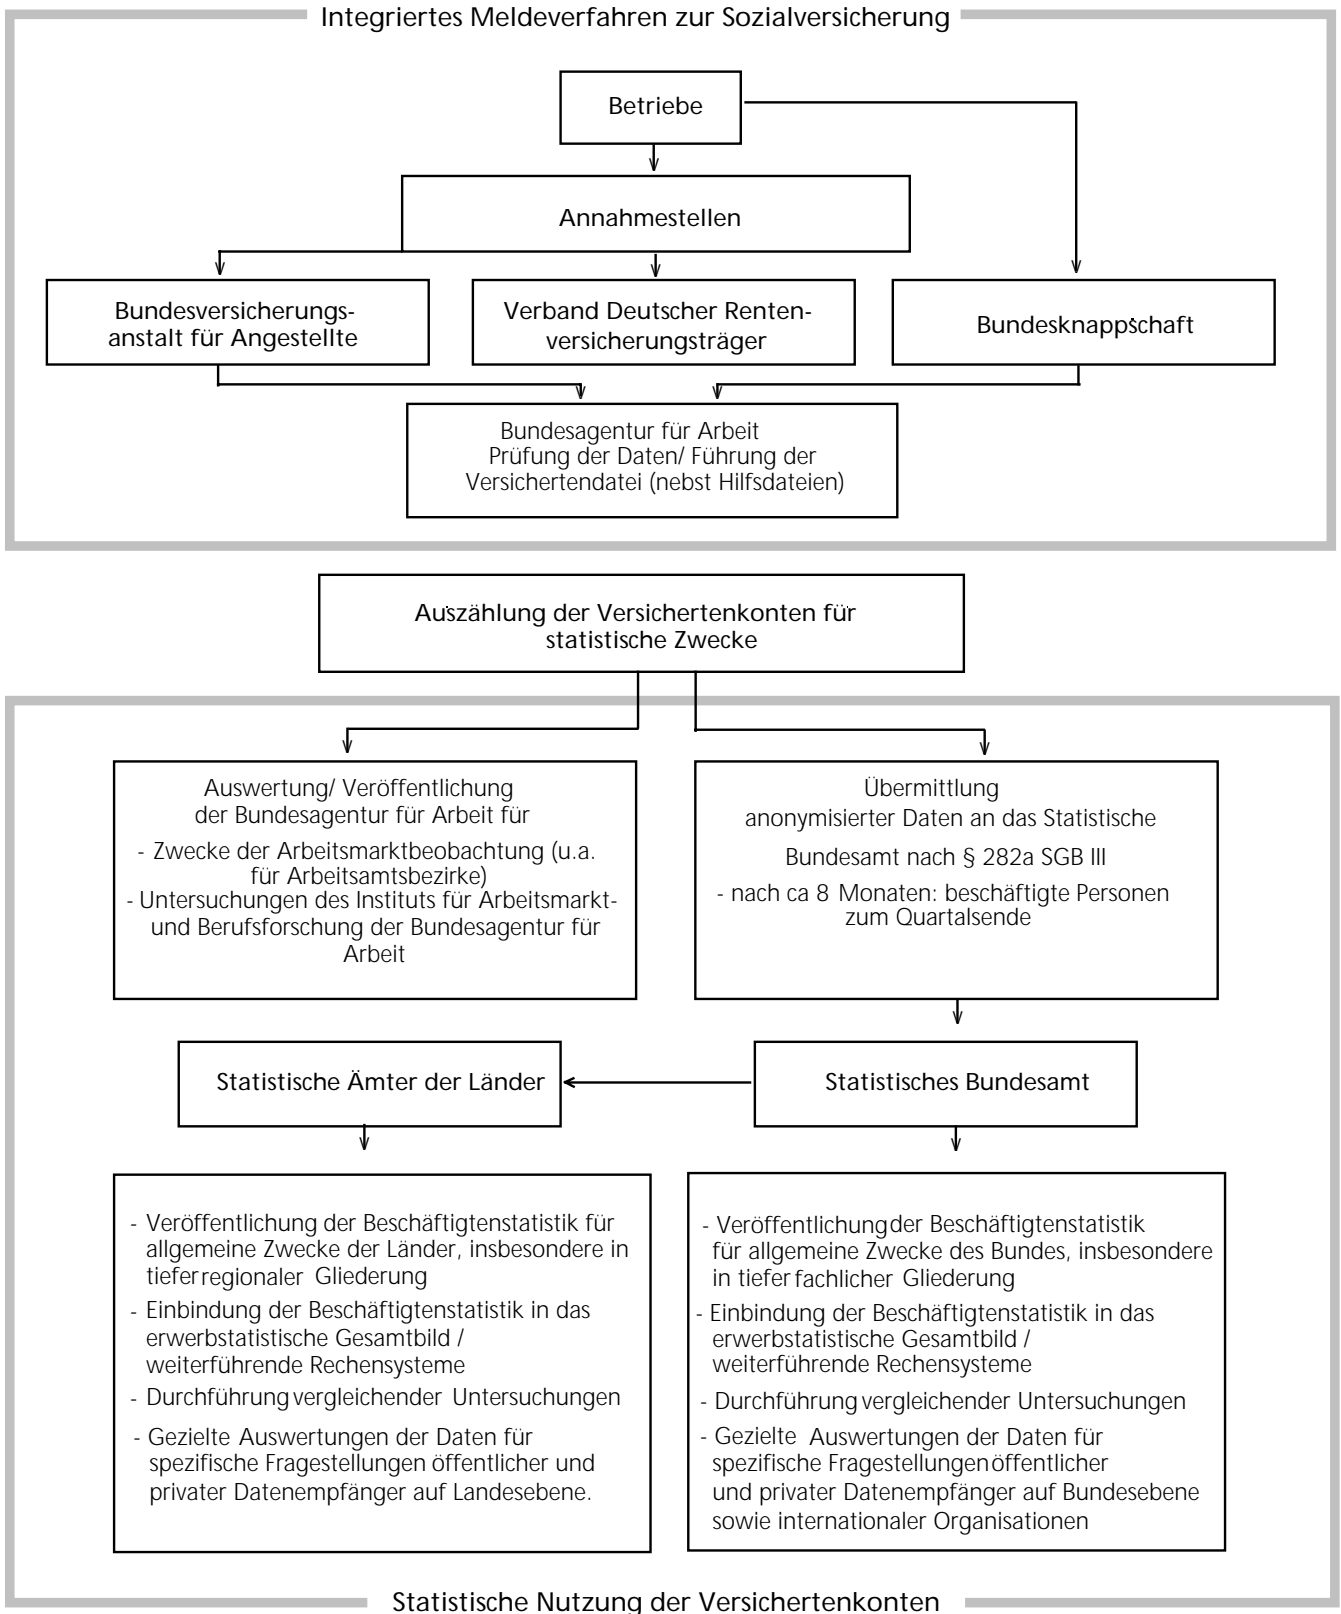 Integriertes Meldeverfahren zur Sozialversicherung
Betriebe
Annahmestellen
Bundesversicherungs-
anstalt für Angestellte
Verband Deutscher Renten-
versicherungsträger
Bundesknappschaft
Bundesagentur für Arbeit
Prüfung der Daten/ Führung der
Versichertendatei (nebst Hilfsdateien)
Auszählung der Versichertenkonten für
statistische Zwecke
Auswertung/ Veröffentlichung
der Bundesagentur für Arbeit für
- Zwecke der Arbeitsmarktbeobachtung (u.a.
für Arbeitsamtsbezirke)
- Untersuchungen des Instituts für Arbeitsmarkt-
und Berufsforschung der Bundesagentur für
Arbeit
Übermittlung
anonymisierter Daten an das Statistische
Bundesamt nach § 282a SGB III
- nach ca 8 Monaten: beschäftigte Personen
zum Quartalsende
Statistische Ämter der Länder
Statistisches Bundesamt
- Veröffentlichung der Beschäftigtenstatistik für
allgemeine Zwecke der Länder, insbesondere in
tiefer regionaler Gliederung
- Einbindung der Beschäftigtenstatistik in das
erwerbstatistische Gesamtbild /
weiterführende Rechensysteme
- Durchführung vergleichender Untersuchungen
- Gezielte Auswertungen der Daten für
spezifische Fragestellungen öffentlicher und
privater Datenempfänger auf Landesebene.
- Veröffentlichung der Beschäftigtenstatistik
für allgemeine Zwecke des Bundes, insbesondere
in tiefer fachlicher Gliederung
- Einbindung der Beschäftigtenstatistik in das
erwerbstatistische Gesamtbild /
weiterführende Rechensysteme
- Durchführung vergleichender Untersuchungen
- Gezielte Auswertungen der Daten für
spezifische Fragestellungen öffentlicher
und privater Datenempfänger auf Bundesebene
sowie internationaler Organisationen
Statistische Nutzung der Versichertenkonten